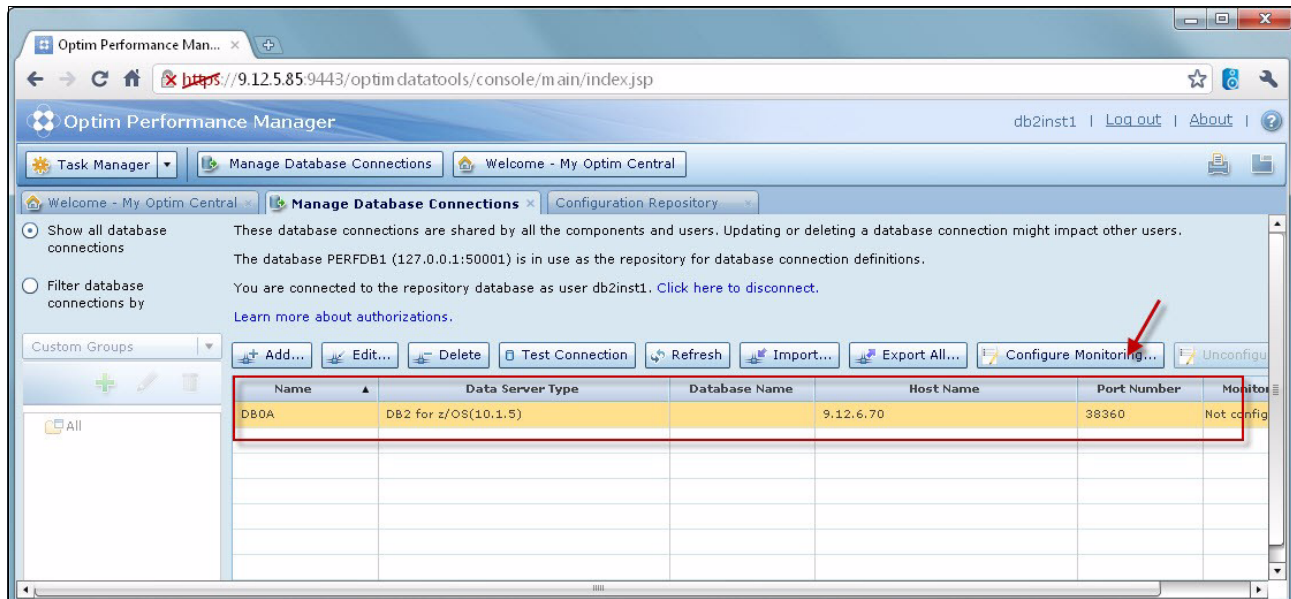 Optim Performance Man...
https://9.12.5.85:9443/optimdatatools/console/main/index.jsp
Optim Performance Manager
db2inst1 | Log out | About | ?
Task Manager
Manage Database Connections
Welcome - My Optim Central
Welcome - My Optim Central
Manage Database Connections
Configuration Repository
Show all database
connections
Filter database
connections by
Custom Groups
All
These database connections are shared by all the components and users. Updating or deleting a database connection might impact other users.
The database PERFDB1 (127.0.0.1:50001) is in use as the repository for database connection definitions.
You are connected to the repository database as user db2inst1. Click here to disconnect.
Learn more about authorizations.
Add... Edit... Delete Test Connection Refresh Import... Export All... Configure Monitoring... Unconfigu
Name Data Server Type Database Name Host Name Port Number Monitor
DB0A DB2 for z/OS(10.1.5) 9.12.6.70 38360 Not config